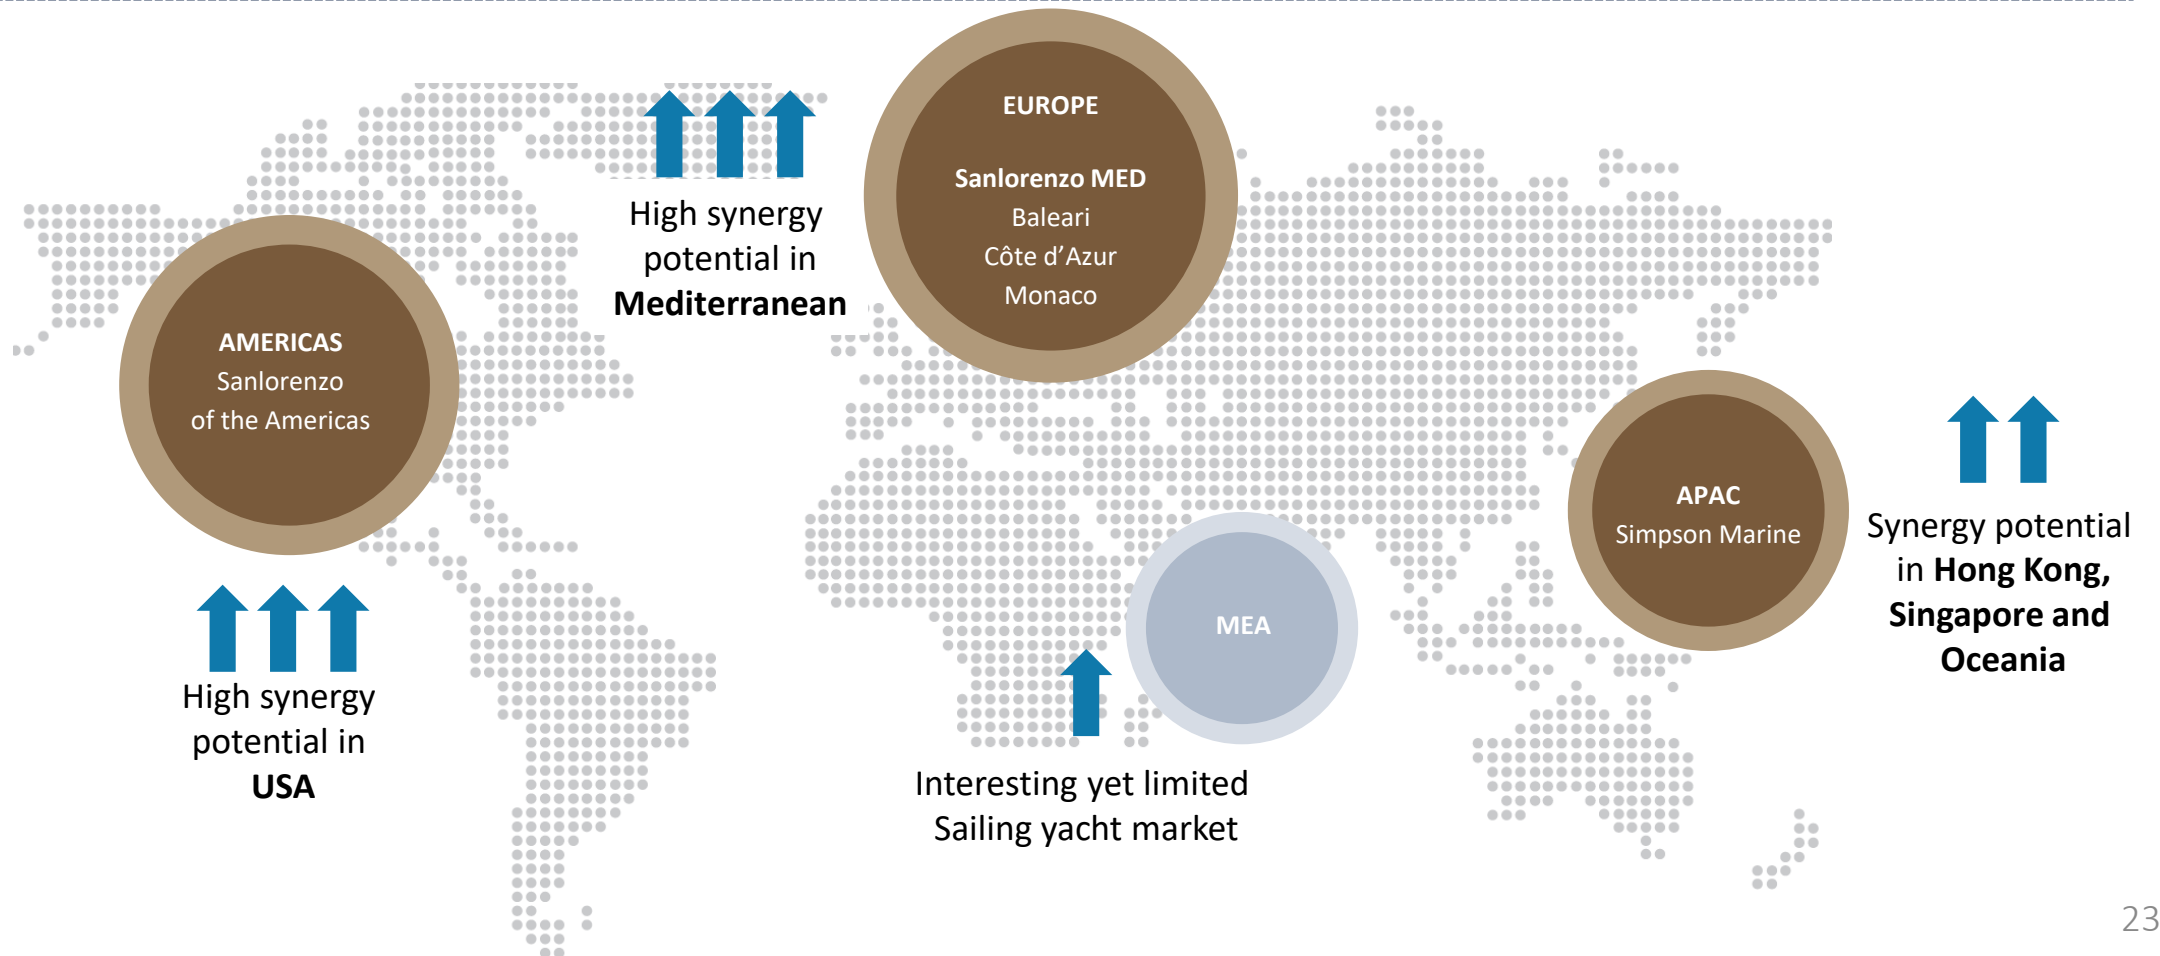 EUROPE
Sanlorenzo MED
Baleari
Côte d’Azur
Monaco
High synergy
potential in
Mediterranean
AMERICAS
Sanlorenzo
of the Americas
High synergy
potential in
USA
MEA
Interesting yet limited
Sailing yacht market
APAC
Simpson Marine
Synergy potential
in Hong Kong,
Singapore and
Oceania
23